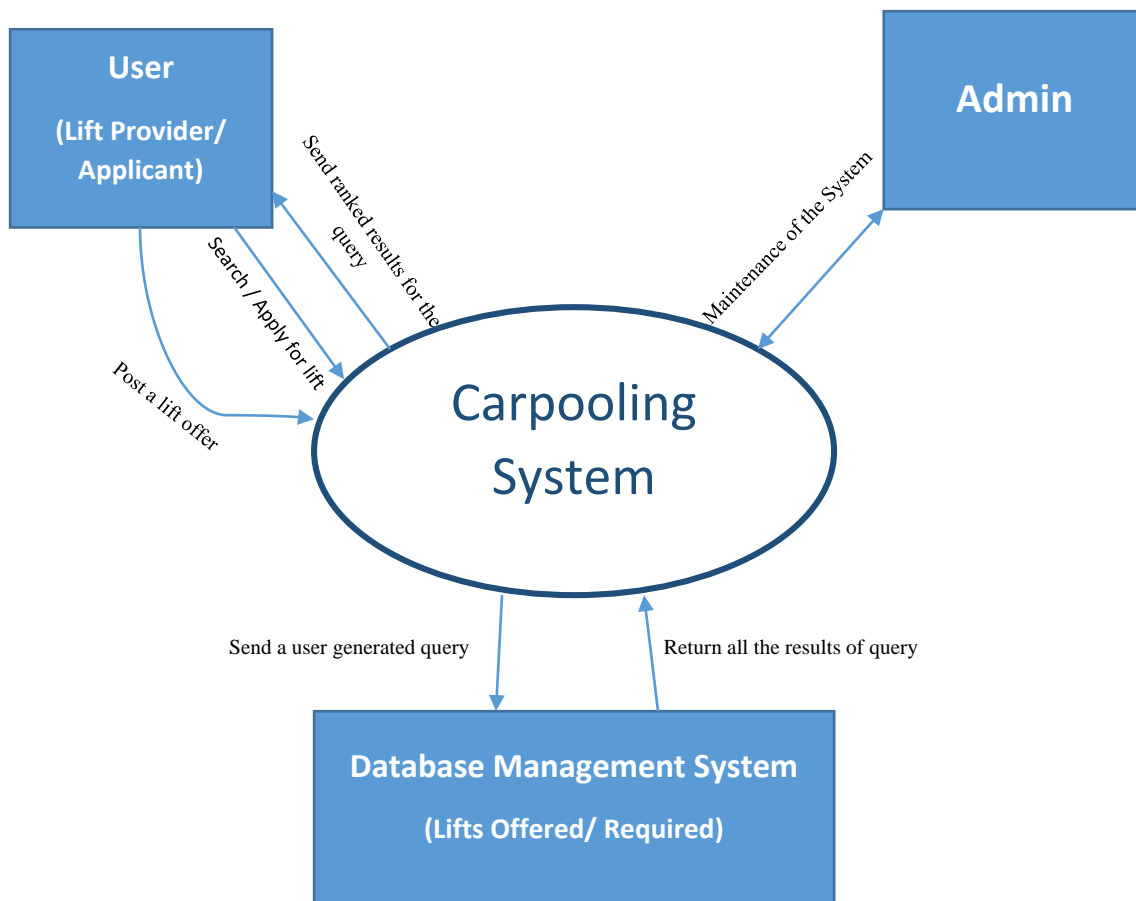 User
(Lift Provider/
Applicant)
Admin
Send ranked results for the
query
Search / Apply for lift
Post a lift offer
Maintenance of the System
Carpooling
System
Send a user generated query
Return all the results of query
Database Management System
(Lifts Offered/ Required)